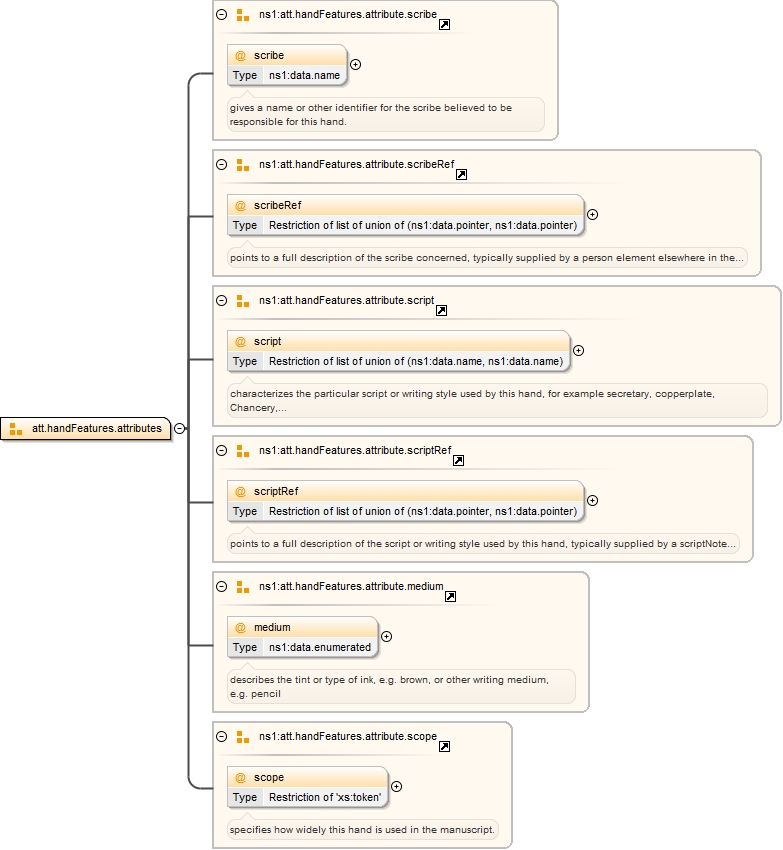 ns1:att.handFeatures.attribute.scribe
@ scribe
Type ns1:data.name
gives a name or other identifier for the scribe believed to be
responsible for this hand.
ns1:att.handFeatures.attribute.scribeRef
@ scribeRef
Type Restriction of list of union of (ns1:data.pointer, ns1:data.pointer)
points to a full description of the scribe concerned, typically supplied by a person element elsewhere in the...
ns1:att.handFeatures.attribute.script
@ script
Type Restriction of list of union of (ns1:data.name, ns1:data.name)
characterizes the particular script or writing style used by this hand, for example secretary, copperplate,
Chancery,...
att.handFeatures.attributes
ns1:att.handFeatures.attribute.scriptRef
@ scriptRef
Type Restriction of list of union of (ns1:data.pointer, ns1:data.pointer)
points to a full description of the script or writing style used by this hand, typically supplied by a scriptNote...
ns1:att.handFeatures.attribute.medium
@ medium
Type ns1:data.enumerated
describes the tint or type of ink, e.g. brown, or other writing medium,
e.g. pencil
ns1:att.handFeatures.attribute.scope
@ scope
Type Restriction of 'xs:token'
specifies how widely this hand is used in the manuscript.